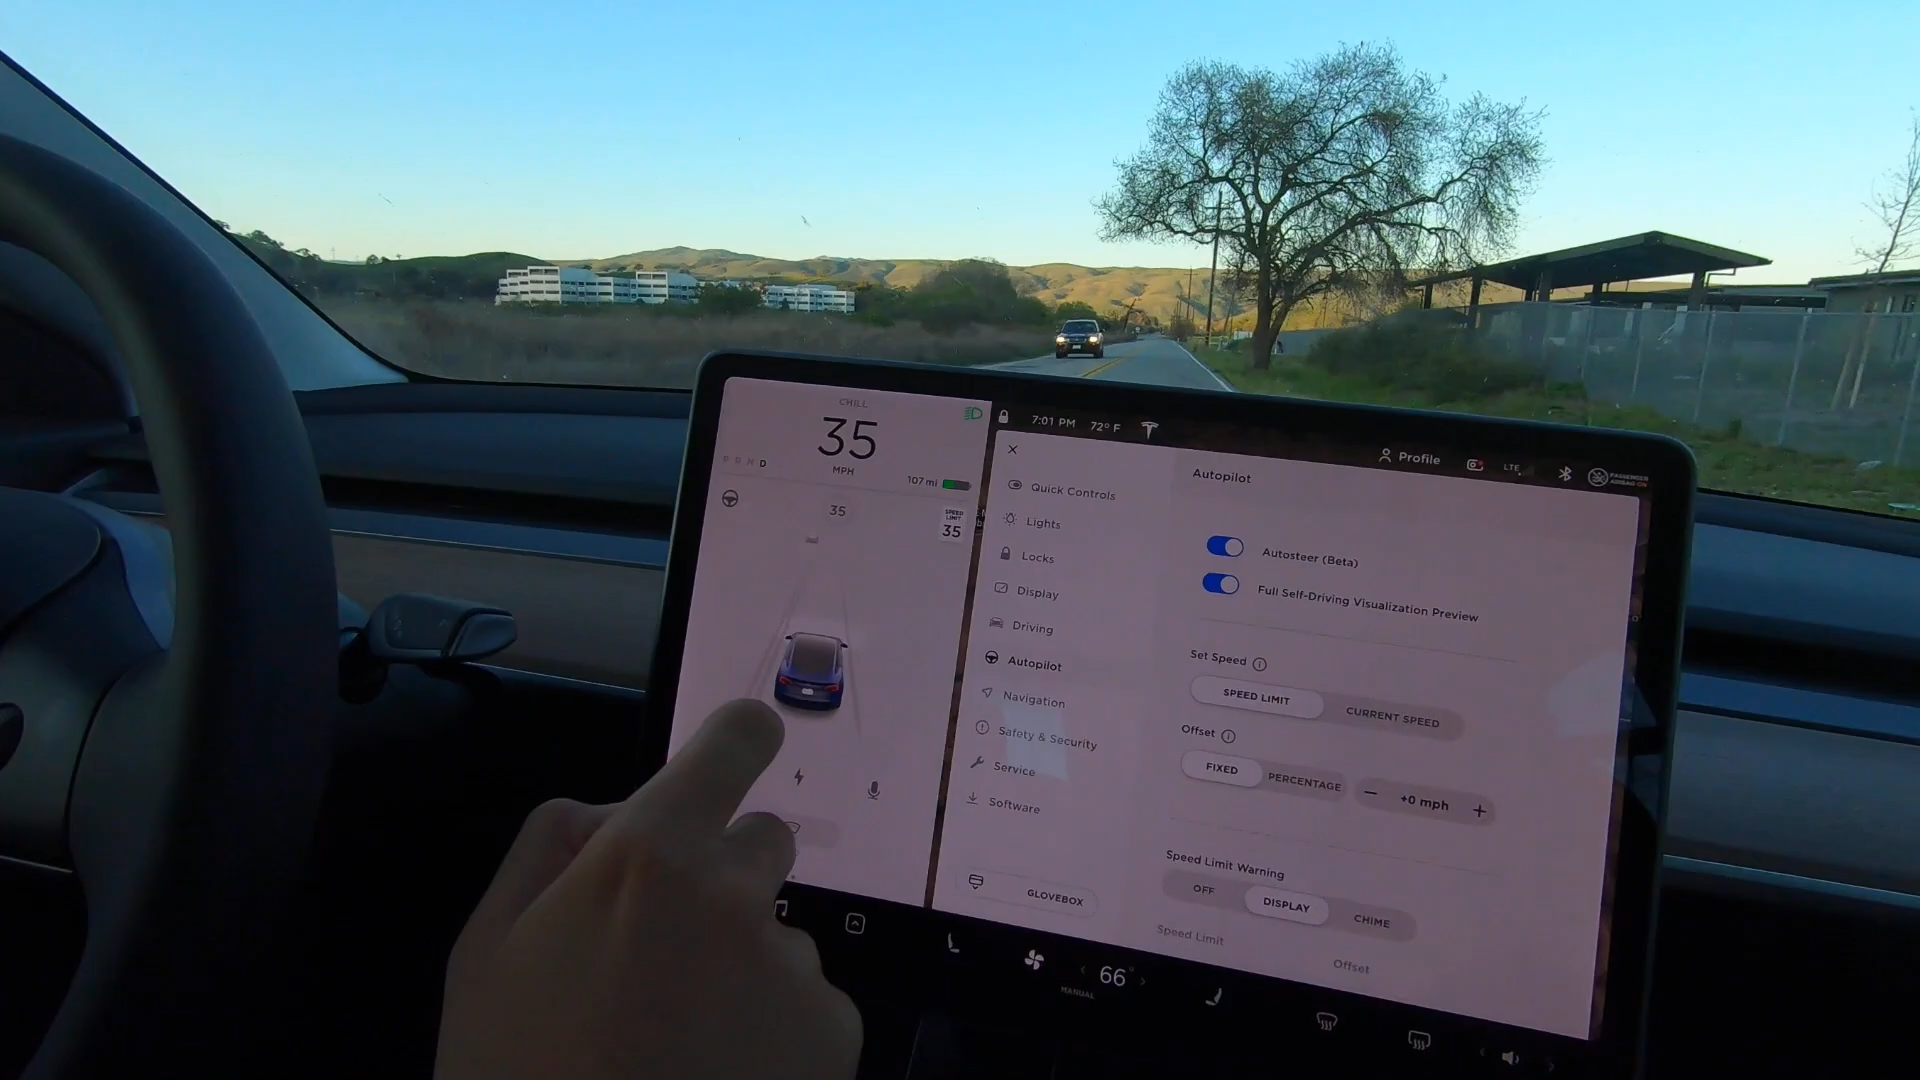 CHILL
35
MPH
P R N D
107 mi
35
SPEED
LIMIT
35
7:01 PM 72° F
Profile
LTE
PASSENGER
AIRBAG ON
Quick Controls
Lights
Locks
Display
Driving
Autopilot
Navigation
Safety & Security
Service
Software
GLOVEBOX
Autopilot
Autosteer (Beta)
Full Self-Driving Visualization Preview
Set Speed
SPEED LIMIT CURRENT SPEED
Offset
FIXED PERCENTAGE − +0 mph +
Speed Limit Warning
OFF DISPLAY CHIME
Speed Limit Offset
< 66 >
MANUAL